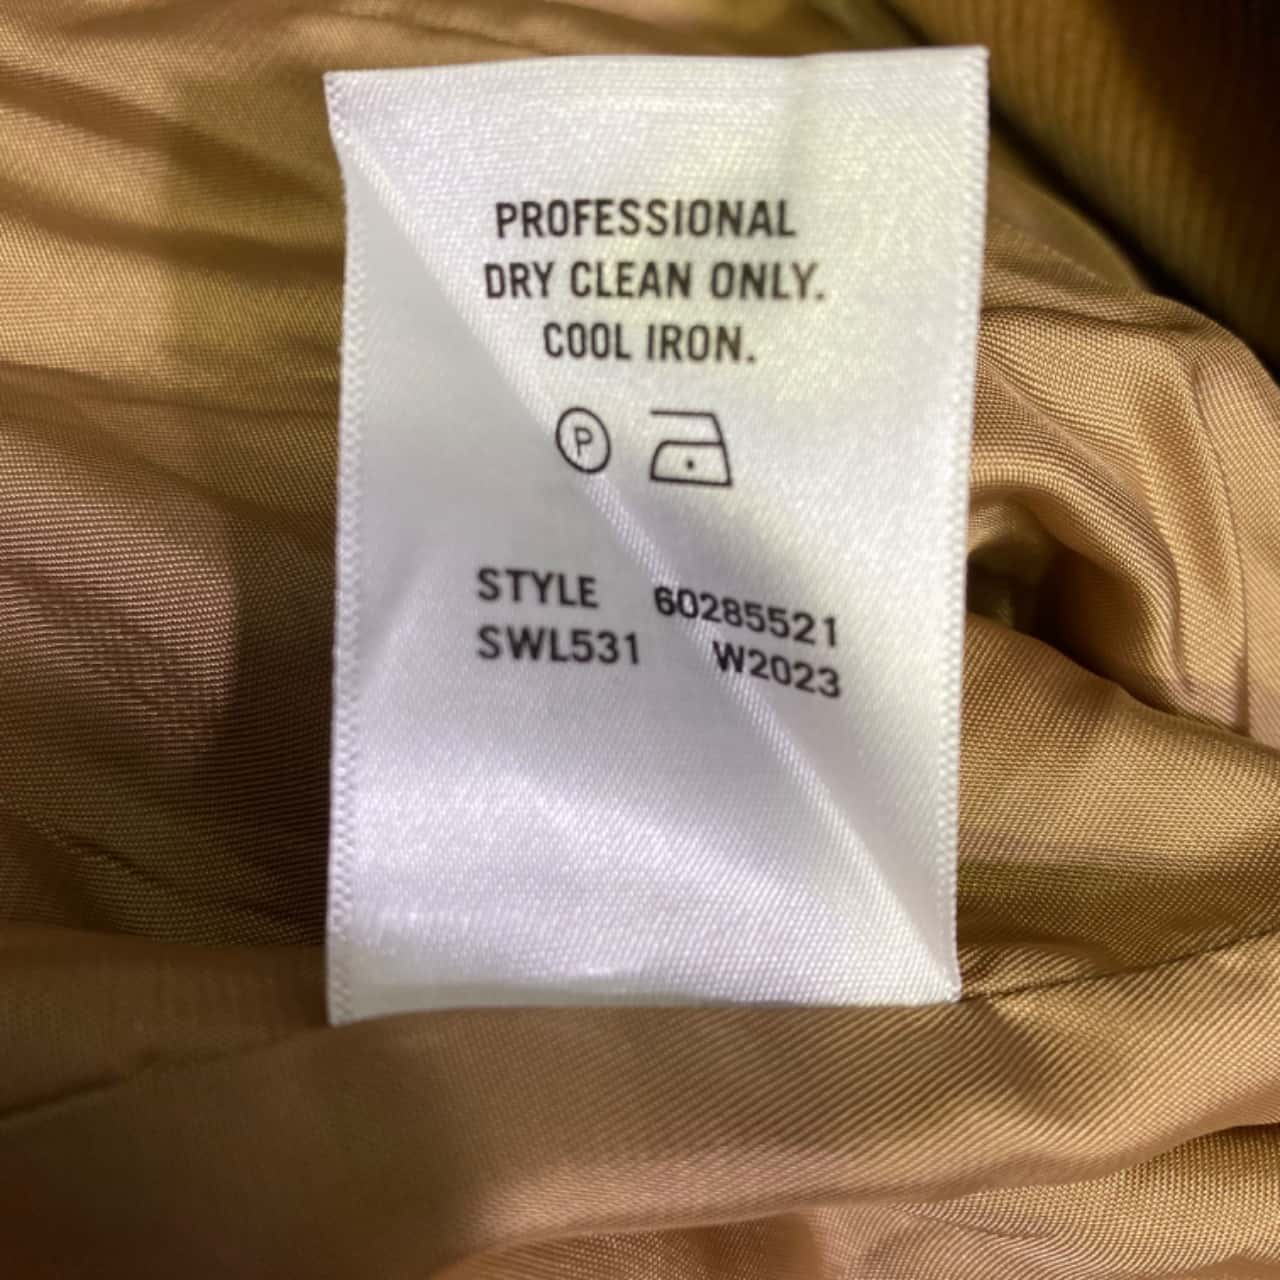 PROFESSIONAL
DRY CLEAN ONLY.
COOL IRON.
P
STYLE 60285521
SWL531 W2023